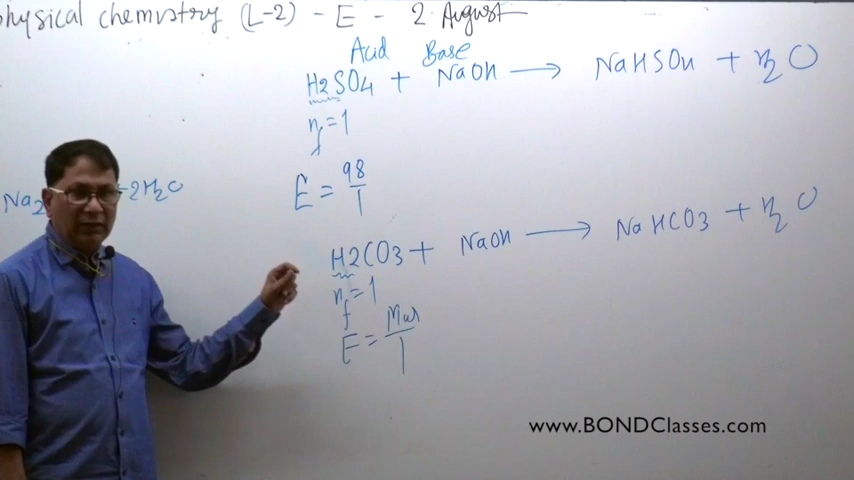 physical chemistry (L-2) - E - 2 August
Acid Base
H2SO4 + NaOH → NaHSO4 + H2O
nf = 1
E = 98/1
Na2 +2H2O
H2CO3 + NaOH → NaHCO3 + H2O
nf = 1
E = Mw/1
www.BONDClasses.com